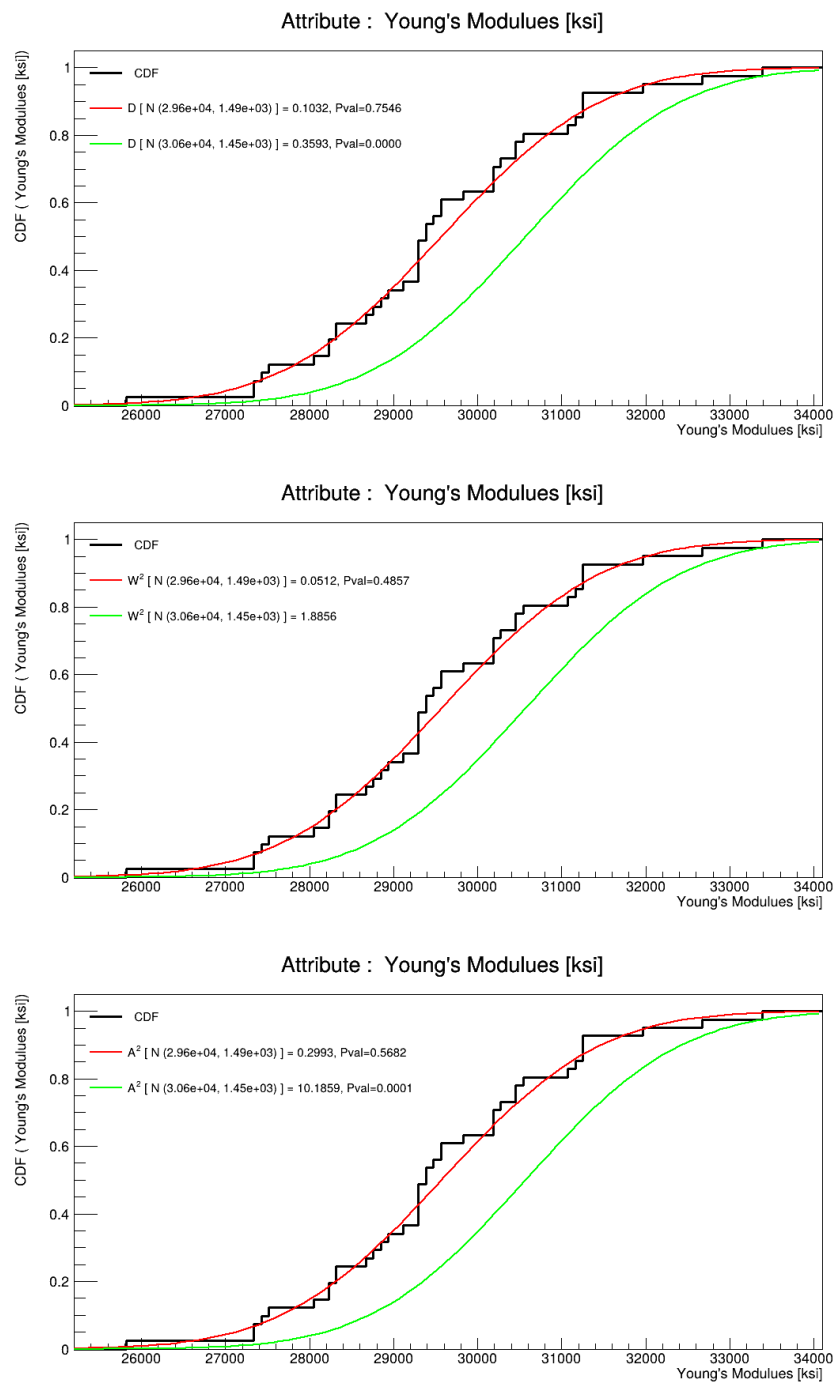 Attribute :  Young's Modulues [ksi]
CDF ( Young's Modulues [ksi])
1
0.8
0.6
0.4
0.2
0
CDF
D [ N (2.96e+04, 1.49e+03) ] = 0.1032, Pval=0.7546
D [ N (3.06e+04, 1.45e+03) ] = 0.3593, Pval=0.0000
26000 27000 28000 29000 30000 31000 32000 33000 34000
Young's Modulues [ksi]
Attribute :  Young's Modulues [ksi]
CDF ( Young's Modulues [ksi])
1
0.8
0.6
0.4
0.2
0
CDF
W² [ N (2.96e+04, 1.49e+03) ] = 0.0512, Pval=0.4857
W² [ N (3.06e+04, 1.45e+03) ] = 1.8856
26000 27000 28000 29000 30000 31000 32000 33000 34000
Young's Modulues [ksi]
Attribute :  Young's Modulues [ksi]
CDF ( Young's Modulues [ksi])
1
0.8
0.6
0.4
0.2
0
CDF
A² [ N (2.96e+04, 1.49e+03) ] = 0.2993, Pval=0.5682
A² [ N (3.06e+04, 1.45e+03) ] = 10.1859, Pval=0.0001
26000 27000 28000 29000 30000 31000 32000 33000 34000
Young's Modulues [ksi]